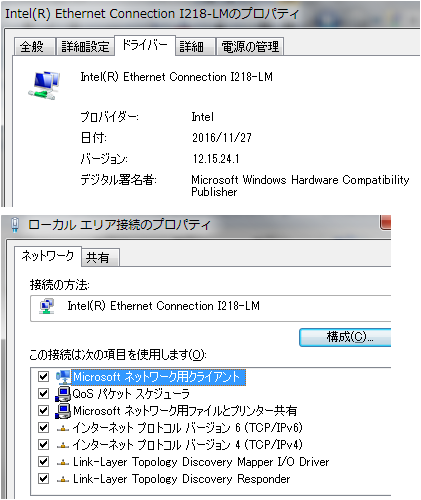 Intel(R) Ethernet Connection I218-LMのプロパティ
全般 詳細設定 ドライバー 詳細 電源の管理
Intel(R) Ethernet Connection I218-LM
プロバイダー: Intel
日付: 2016/11/27
バージョン: 12.15.24.1
デジタル署名者: Microsoft Windows Hardware Compatibility
Publisher
ローカル エリア接続のプロパティ
ネットワーク 共有
接続の方法:
Intel(R) Ethernet Connection I218-LM
構成(C)...
この接続は次の項目を使用します(O):
Microsoft ネットワーク用クライアント
QoS パケット スケジューラ
Microsoft ネットワーク用ファイルとプリンター共有
インターネット プロトコル バージョン 6 (TCP/IPv6)
インターネット プロトコル バージョン 4 (TCP/IPv4)
Link-Layer Topology Discovery Mapper I/O Driver
Link-Layer Topology Discovery Responder